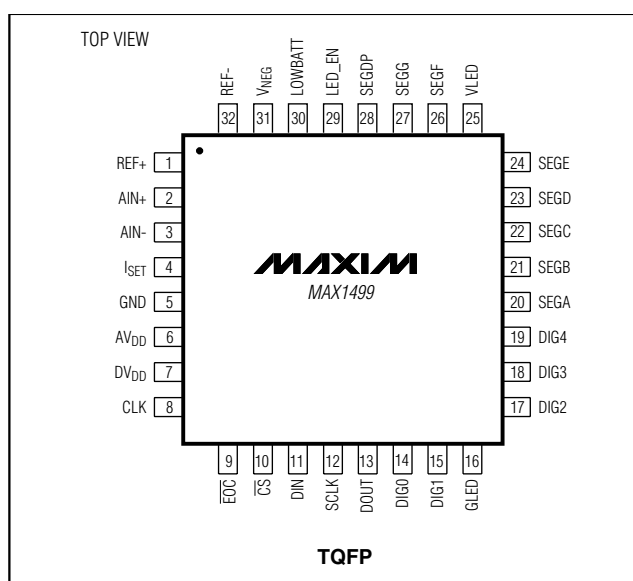 TOP VIEW
REF-
VNEG
LOWBATT
LED_EN
SEGDP
SEGG
SEGF
VLED
32 31 30 29 28 27 26 25
REF+ 1
AIN+ 2
AIN- 3
ISET 4
GND 5
AVDD 6
DVDD 7
CLK 8
MAXIM
MAX1499
24 SEGE
23 SEGD
22 SEGC
21 SEGB
20 SEGA
19 DIG4
18 DIG3
17 DIG2
9 10 11 12 13 14 15 16
EOC
CS
DIN
SCLK
DOUT
DIG0
DIG1
GLED
TQFP